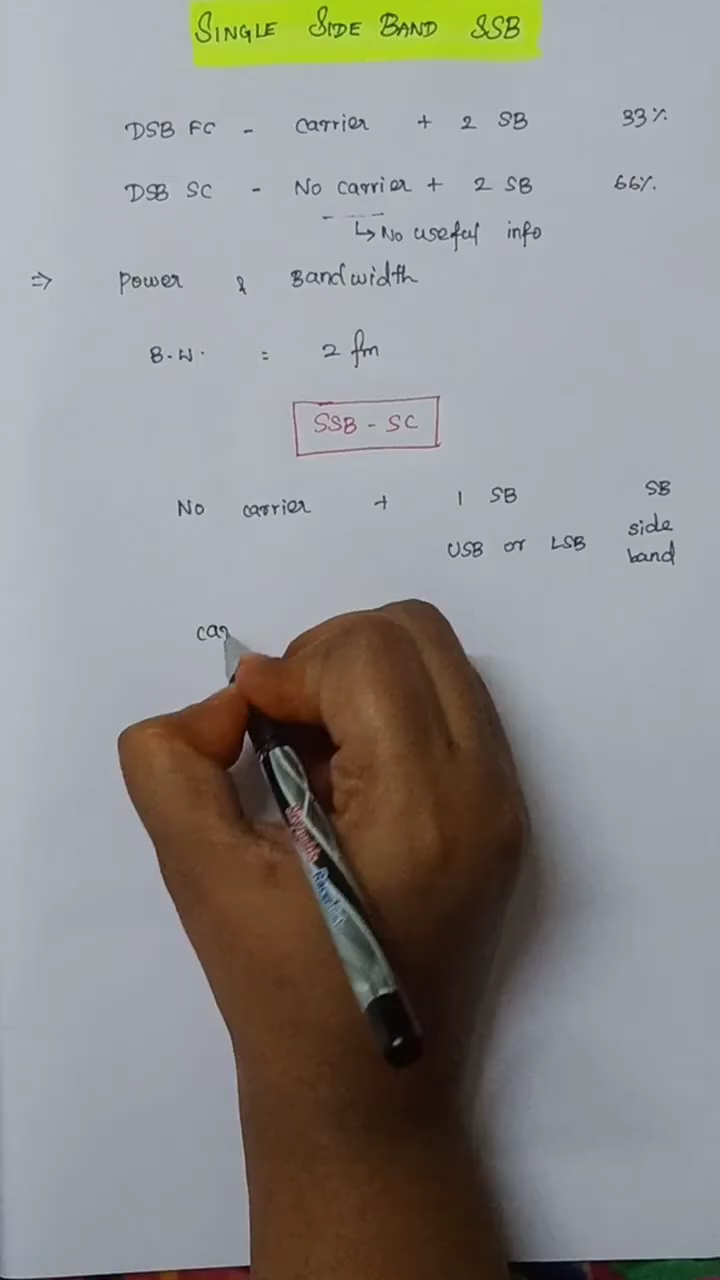 SINGLE SIDE BAND SSB
DSB FC - carrier + 2 SB 33%
DSB SC - No carrier + 2 SB 66%
↳ No useful info
⇒ Power & Bandwidth
B.W. = 2 fm
SSB - SC
No carrier + 1 SB SB
USB or LSB side
band
car